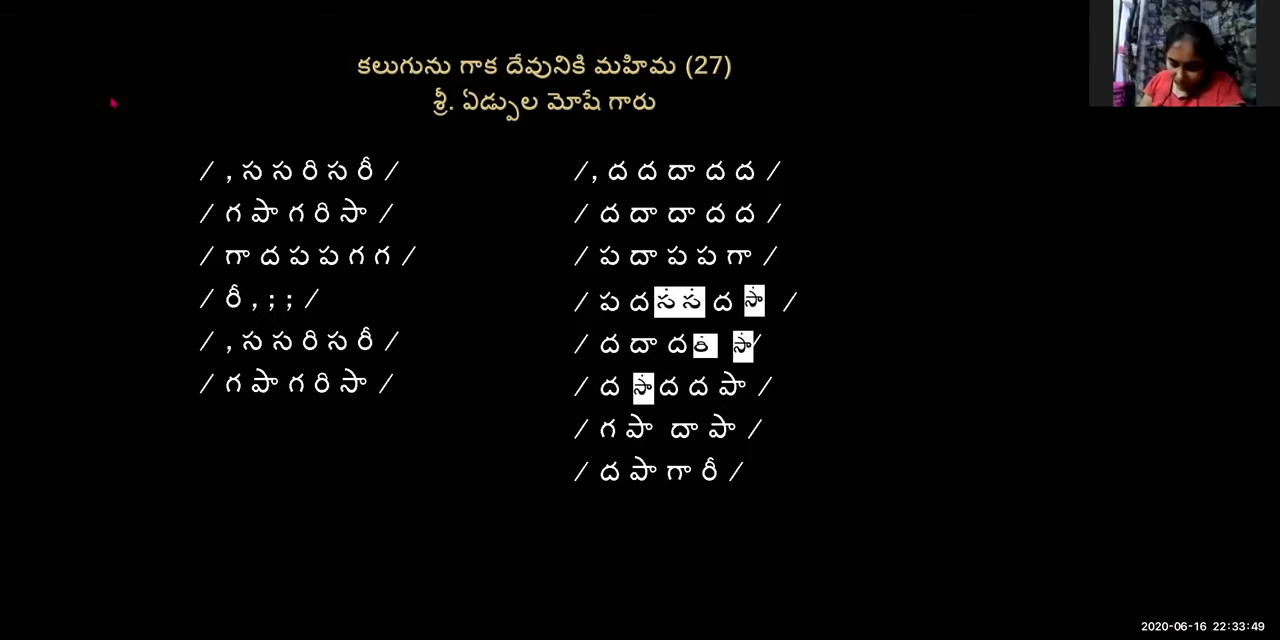 కలుగును గాక దేవునికి మహిమ (27)
శ్రీ. ఏడ్పుల మోషే గారు
/ , స స రి స రీ /
/ గ పా గ రి సా /
/ గా ద ప ప గ గ /
/ రీ , ; ; /
/ , స స రి స రీ /
/ గ పా గ రి సా /
/, ద ద దా ద ద /
/ ద దా దా ద ద /
/ ప దా ప ప గా /
/ ప ద స̇ స̇ ద సా̇ /
/ ద దా ద రి̇ సా̇ /
/ ద సా̇ ద ద పా /
/ గ పా దా పా /
/ ద పా గా రీ /
2020-06-16 22:33:49